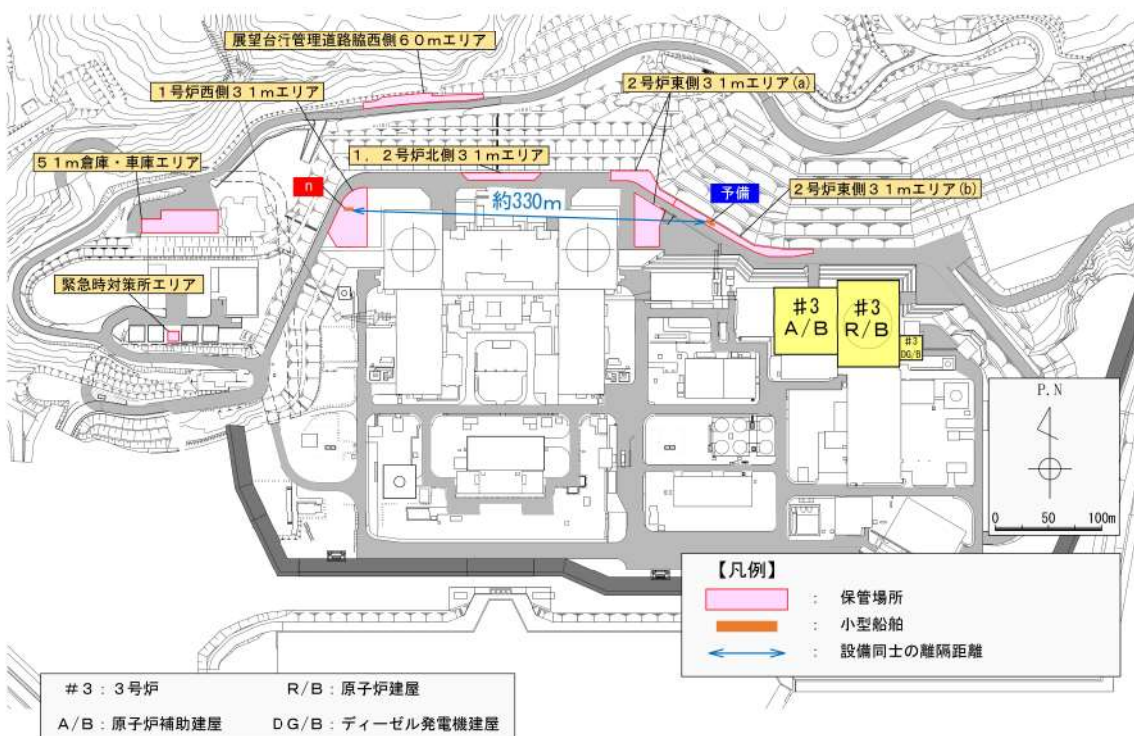 展望台行管理道路脇西側60mエリア
1号炉西側31mエリア
2号炉東側31mエリア(a)
51m倉庫・車庫エリア
1,2号炉北側31mエリア
n
予備
2号炉東側31mエリア(b)
約330m
緊急時対策所エリア
#3
A/B
#3
R/B
#3
DG/B
P.N
0 50 100m
【凡例】
: 保管場所
: 小型船舶
: 設備同士の離隔距離
#3:3号炉 R/B:原子炉建屋
A/B:原子炉補助建屋 DG/B:ディーゼル発電機建屋